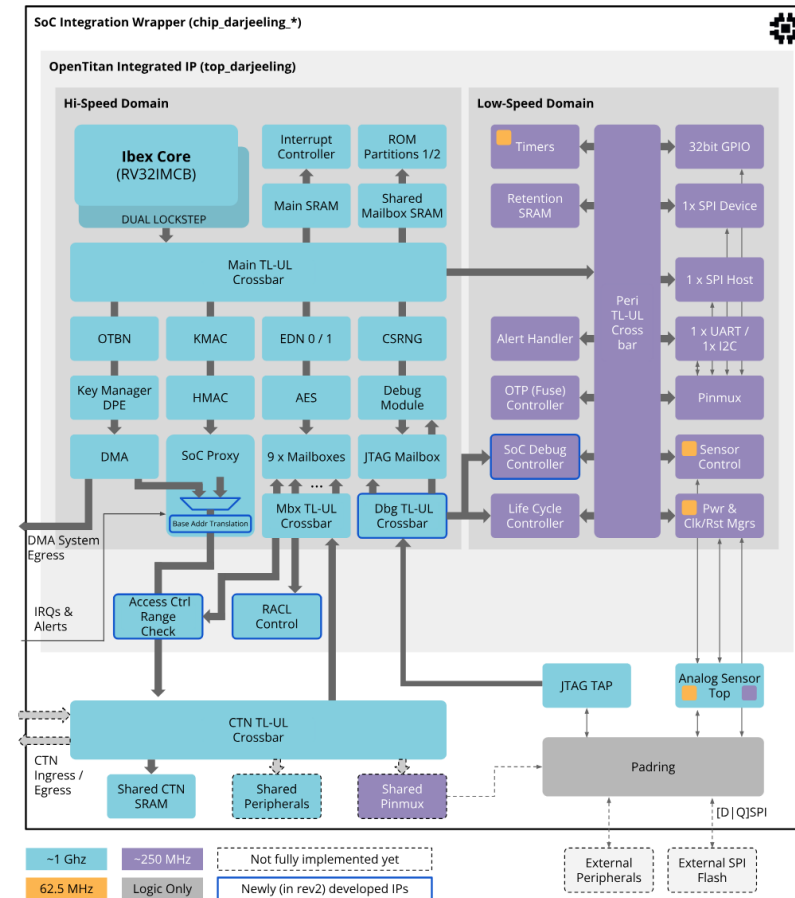 SoC Integration Wrapper (chip_darjeeling_*)
OpenTitan Integrated IP (top_darjeeling)
Hi-Speed Domain
Low-Speed Domain
Ibex Core
(RV32IMCB)
DUAL LOCKSTEP
Interrupt
Controller
ROM
Partitions 1/2
Main SRAM
Shared
Mailbox SRAM
Main TL-UL
Crossbar
OTBN
KMAC
EDN 0 / 1
CSRNG
Key Manager
DPE
HMAC
AES
Debug
Module
DMA
SoC Proxy
9 x Mailboxes
JTAG Mailbox
...
Base Addr Translation
Mbx TL-UL
Crossbar
Dbg TL-UL
Crossbar
Timers
32bit GPIO
Retention
SRAM
1x SPI Device
Peri
TL-UL
Cross
bar
1 x SPI Host
Alert Handler
1 x UART /
1x I2C
OTP (Fuse)
Controller
Pinmux
SoC Debug
Controller
Sensor
Control
Life Cycle
Controller
Pwr &
Clk/Rst Mgrs
DMA System
Egress
IRQs &
Alerts
Access Ctrl
Range
Check
RACL
Control
JTAG TAP
Analog Sensor
Top
CTN TL-UL
Crossbar
CTN
Ingress /
Egress
Padring
Shared CTN
SRAM
Shared
Peripherals
Shared
Pinmux
[D|Q]SPI
External
Peripherals
External SPI
Flash
~1 Ghz
~250 MHz
Not fully implemented yet
62.5 MHz
Logic Only
Newly (in rev2) developed IPs